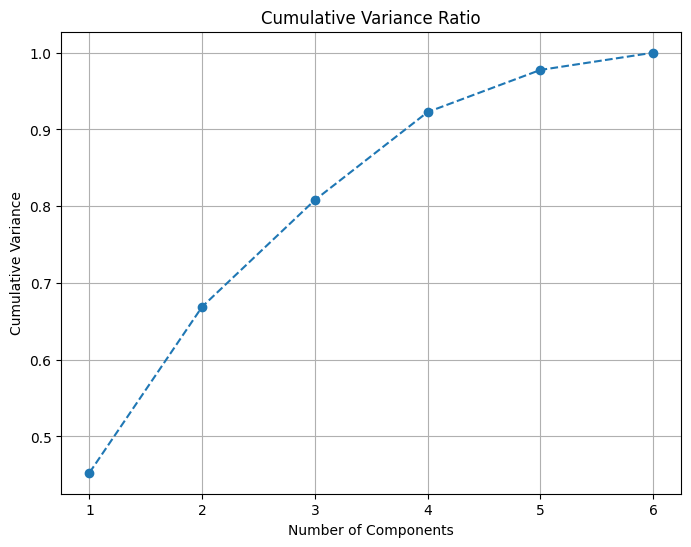 Cumulative Variance Ratio
1.0
0.9
0.8
0.7
0.6
0.5
Cumulative Variance
1 2 3 4 5 6
Number of Components